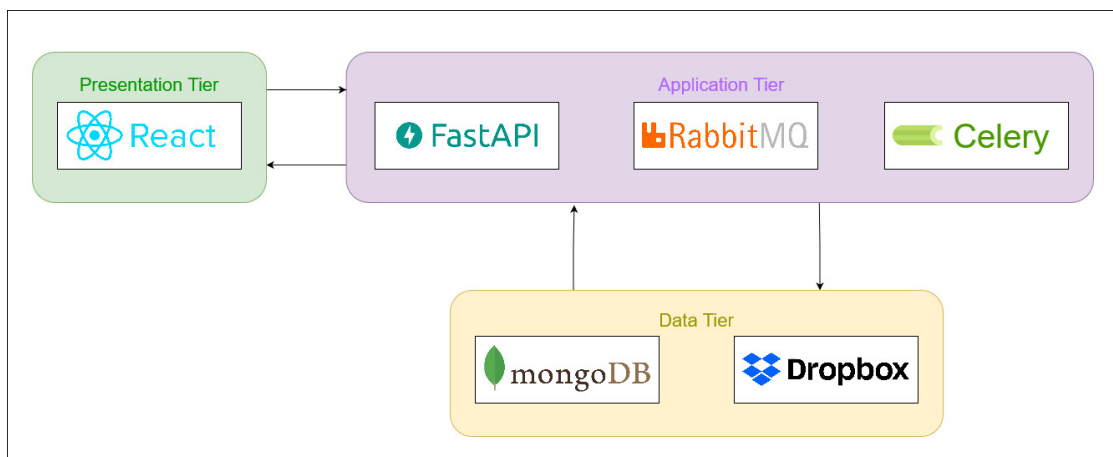 Presentation Tier
React
Application Tier
FastAPI
RabbitMQ
Celery
Data Tier
mongoDB
Dropbox